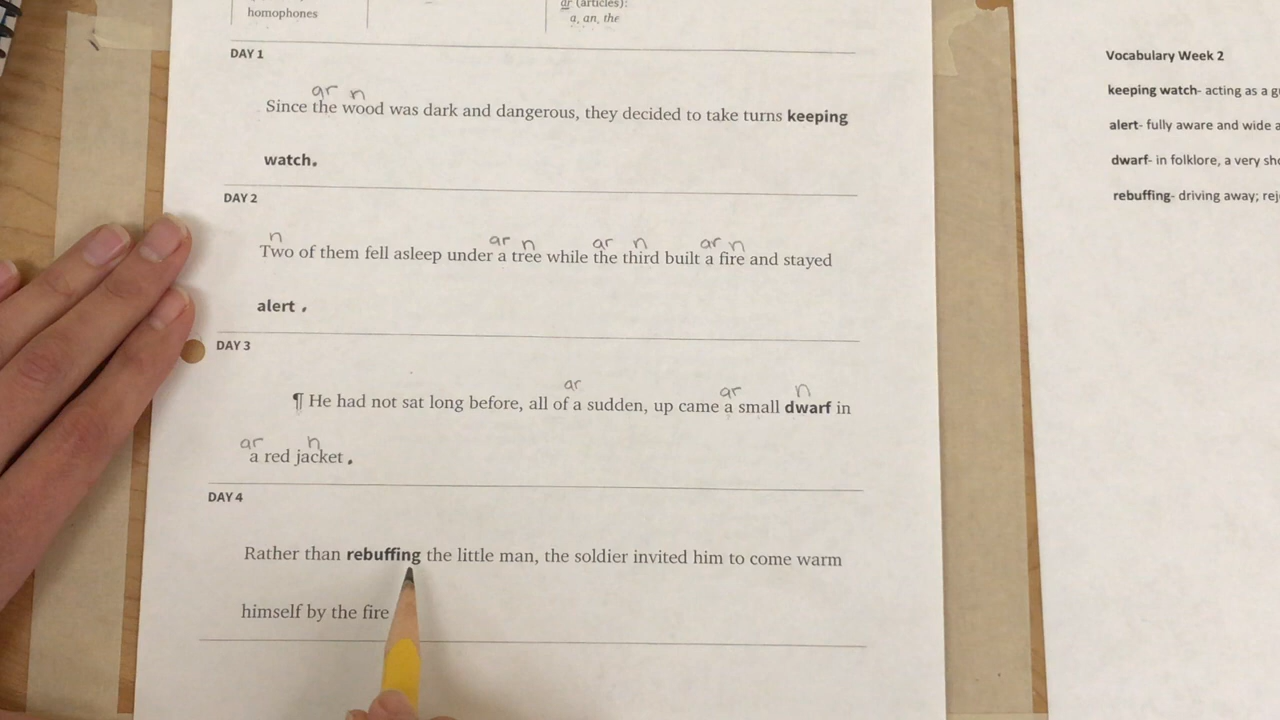 homophones
ar (articles):
a, an, the
DAY 1
ar n
Since the wood was dark and dangerous, they decided to take turns keeping
watch.
DAY 2
n ar n ar n ar n
Two of them fell asleep under a tree while the third built a fire and stayed
alert .
DAY 3
ar ar n
¶ He had not sat long before, all of a sudden, up came a small dwarf in
ar n
a red jacket .
DAY 4
Rather than rebuffing the little man, the soldier invited him to come warm
himself by the fire
Vocabulary Week 2
keeping watch- acting as a
alert- fully aware and wide
dwarf- in folklore, a very
rebuffing- driving away;